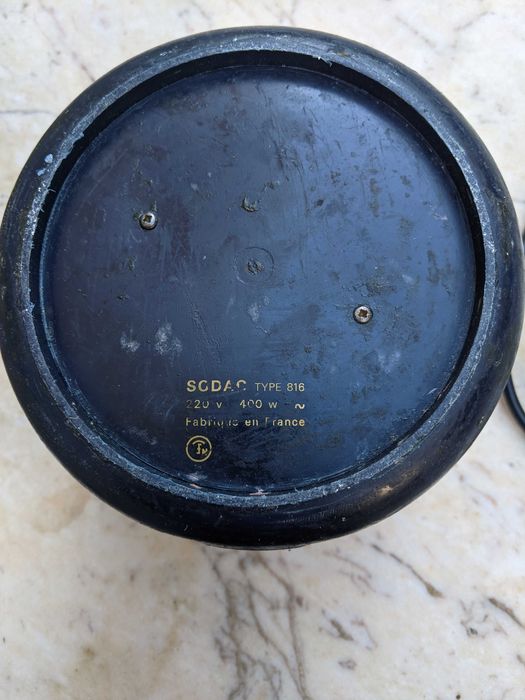 SODAC TYPE 816
220 v 400 w ~
Fabriqué en France